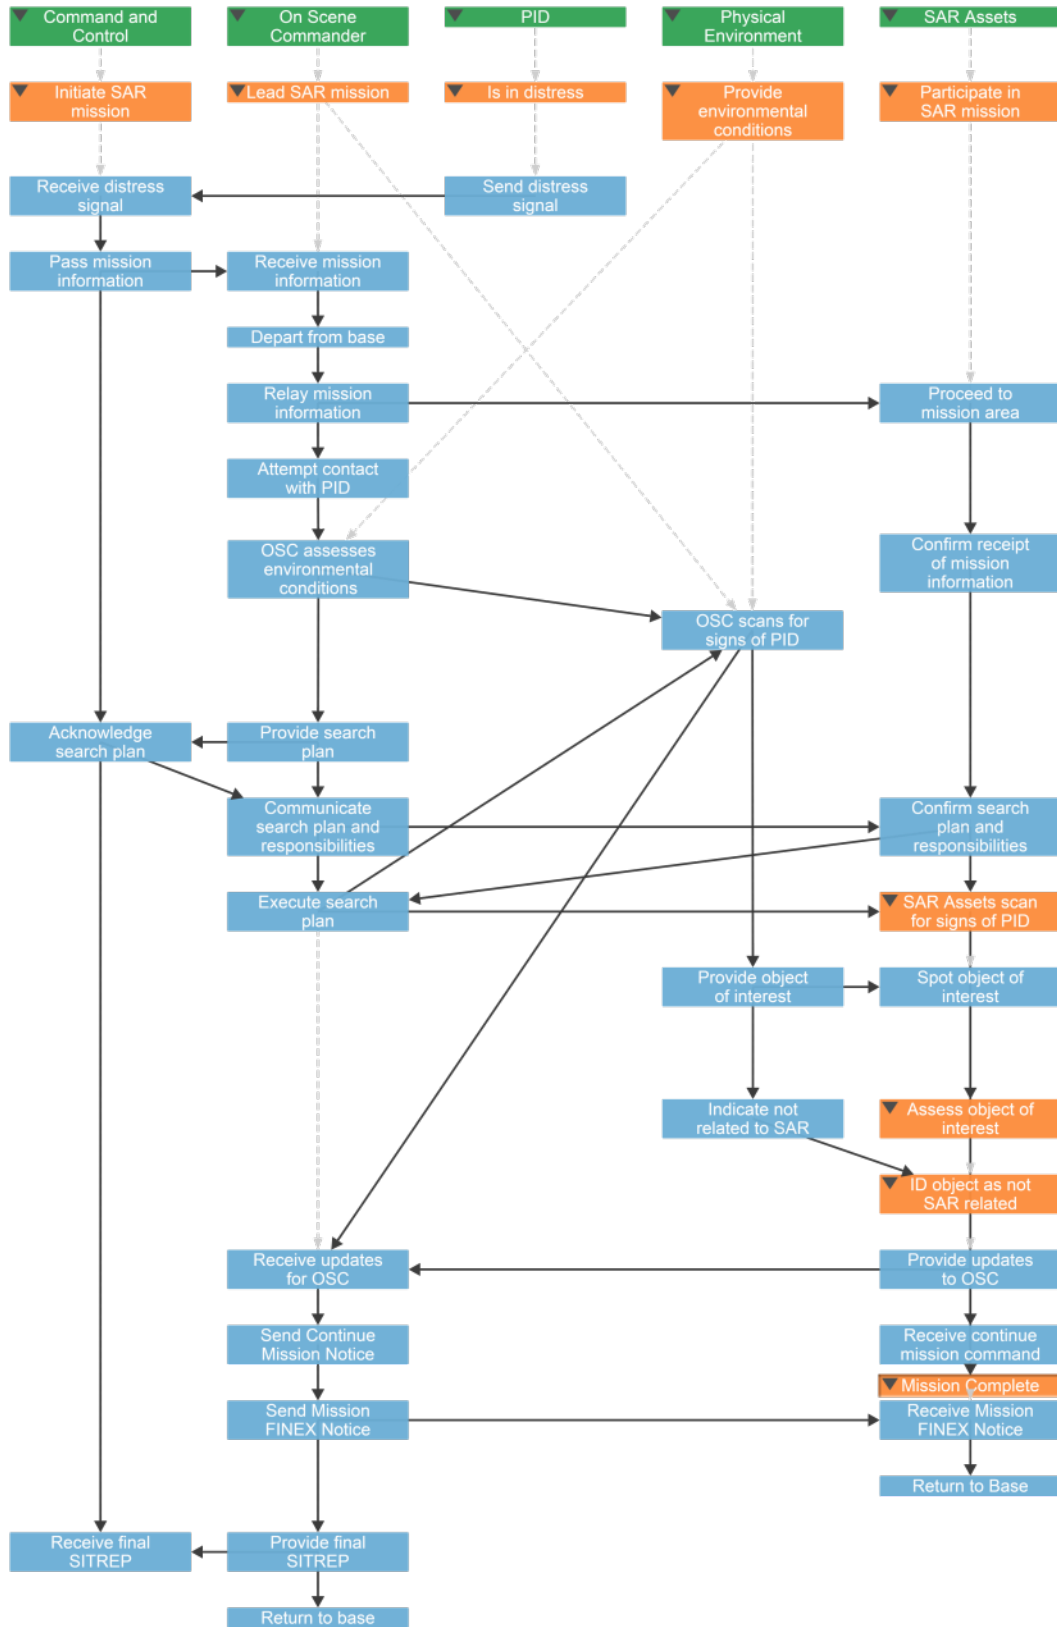 Command and
Control
On Scene
Commander
PID
Physical
Environment
SAR Assets
Initiate SAR
mission
Lead SAR mission
Is in distress
Provide
environmental
conditions
Participate in
SAR mission
Receive distress
signal
Send distress
signal
Pass mission
information
Receive mission
information
Depart from base
Relay mission
information
Proceed to
mission area
Attempt contact
with PID
OSC assesses
environmental
conditions
Confirm receipt
of mission
information
OSC scans for
signs of PID
Acknowledge
search plan
Provide search
plan
Communicate
search plan and
responsibilities
Confirm search
plan and
responsibilities
Execute search
plan
SAR Assets scan
for signs of PID
Provide object
of interest
Spot object of
interest
Indicate not
related to SAR
Assess object of
interest
ID object as not
SAR related
Receive updates
for OSC
Provide updates
to OSC
Send Continue
Mission Notice
Receive continue
mission command
Mission Complete
Send Mission
FINEX Notice
Receive Mission
FINEX Notice
Return to Base
Receive final
SITREP
Provide final
SITREP
Return to base